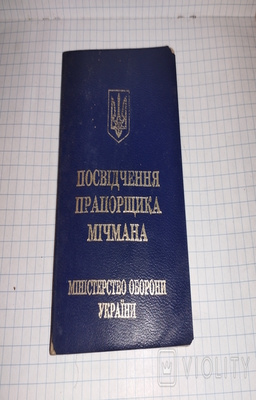 ПОСВІДЧЕННЯ
ПРАПОРЩИКА
МІЧМАНА
МІНІСТЕРСТВО ОБОРОНИ
УКРАЇНИ
VIOLITY